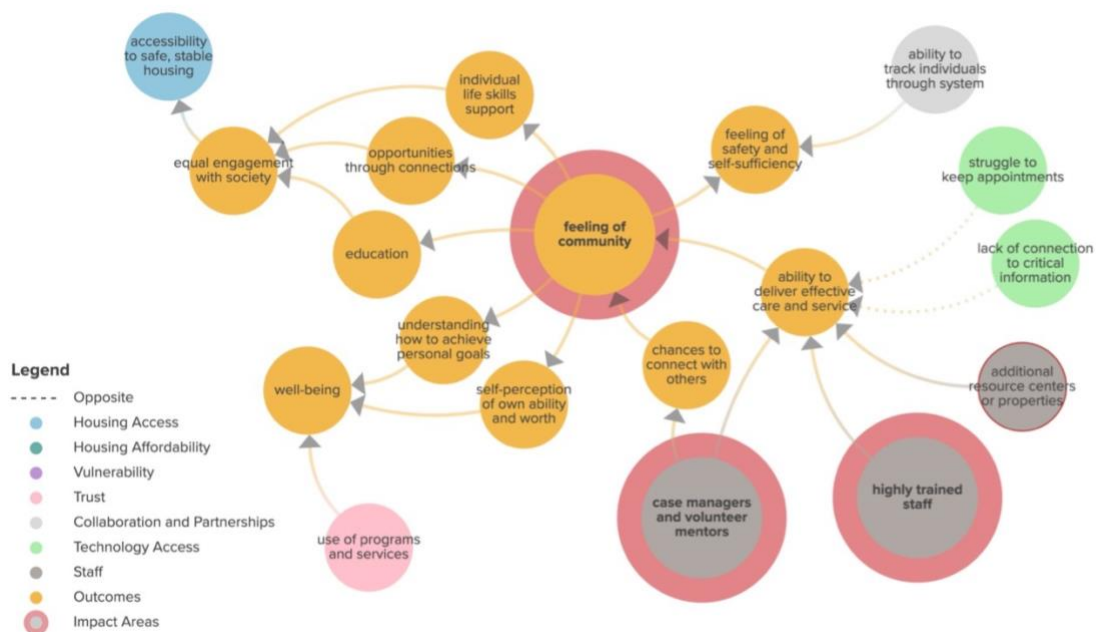 accessibility
to safe, stable
housing
individual
life skills
support
ability to
track individuals
through system
feeling of
safety and
self-sufficiency
equal engagement
with society
opportunities
through connections
struggle to
keep appointments
feeling of
community
education
lack of connection
to critical
information
ability to
deliver effective
care and service
understanding
how to achieve
personal goals
chances to
connect with
others
additional
resource centers
or properties
well-being
self-perception
of own ability
and worth
case managers
and volunteer
mentors
highly trained
staff
use of programs
and services
Legend
Opposite
Housing Access
Housing Affordability
Vulnerability
Trust
Collaboration and Partnerships
Technology Access
Staff
Outcomes
Impact Areas